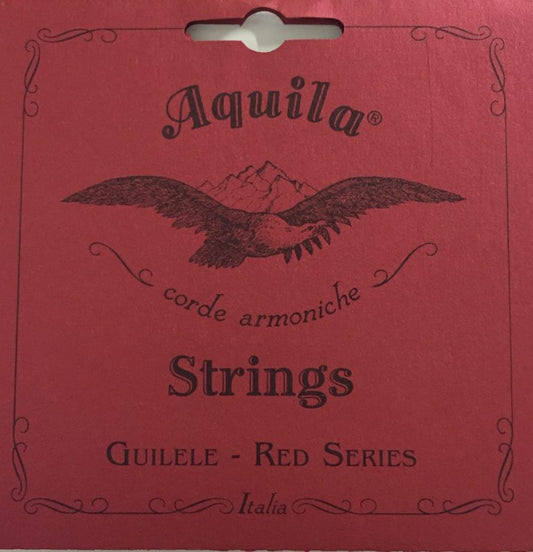 Aquila®
corde armoniche
Strings
GUILELE - RED SERIES
Italia